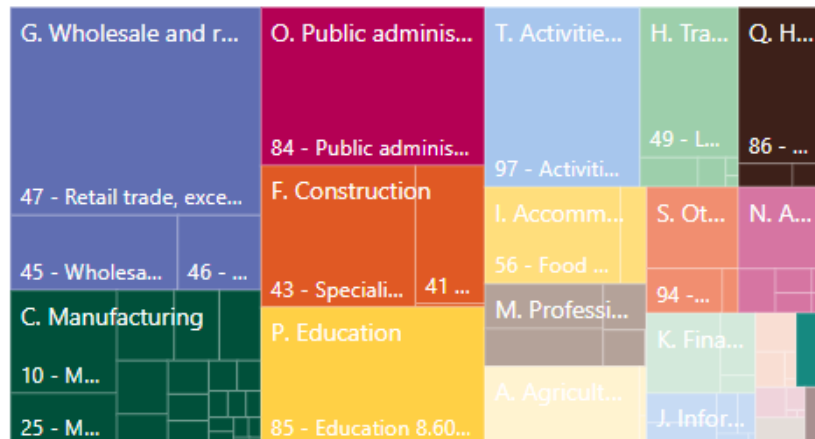 G. Wholesale and r...
47 - Retail trade, exce...
45 - Wholesa...
46 - ...
C. Manufacturing
10 - M...
25 - M...
O. Public adminis...
84 - Public adminis...
F. Construction
43 - Speciali...
41 ...
P. Education
85 - Education 8.60...
T. Activitie...
97 - Activiti...
H. Tra...
49 - L...
Q. H...
86 - ...
I. Accomm...
56 - Food ...
S. Ot...
94 -...
N. A...
M. Professi...
K. Fina...
A. Agricult...
J. Infor...